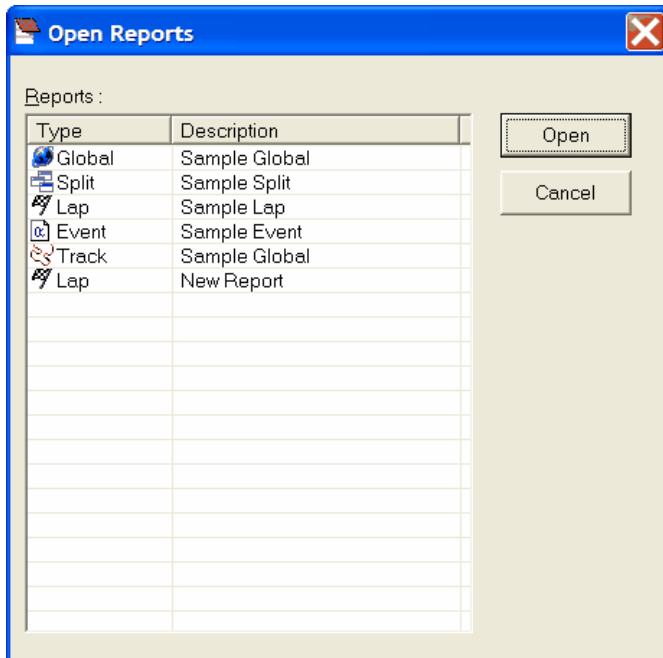 Open Reports
Reports :
Type Description
Global Sample Global
Split Sample Split
Lap Sample Lap
Event Sample Event
Track Sample Global
Lap New Report
Open
Cancel